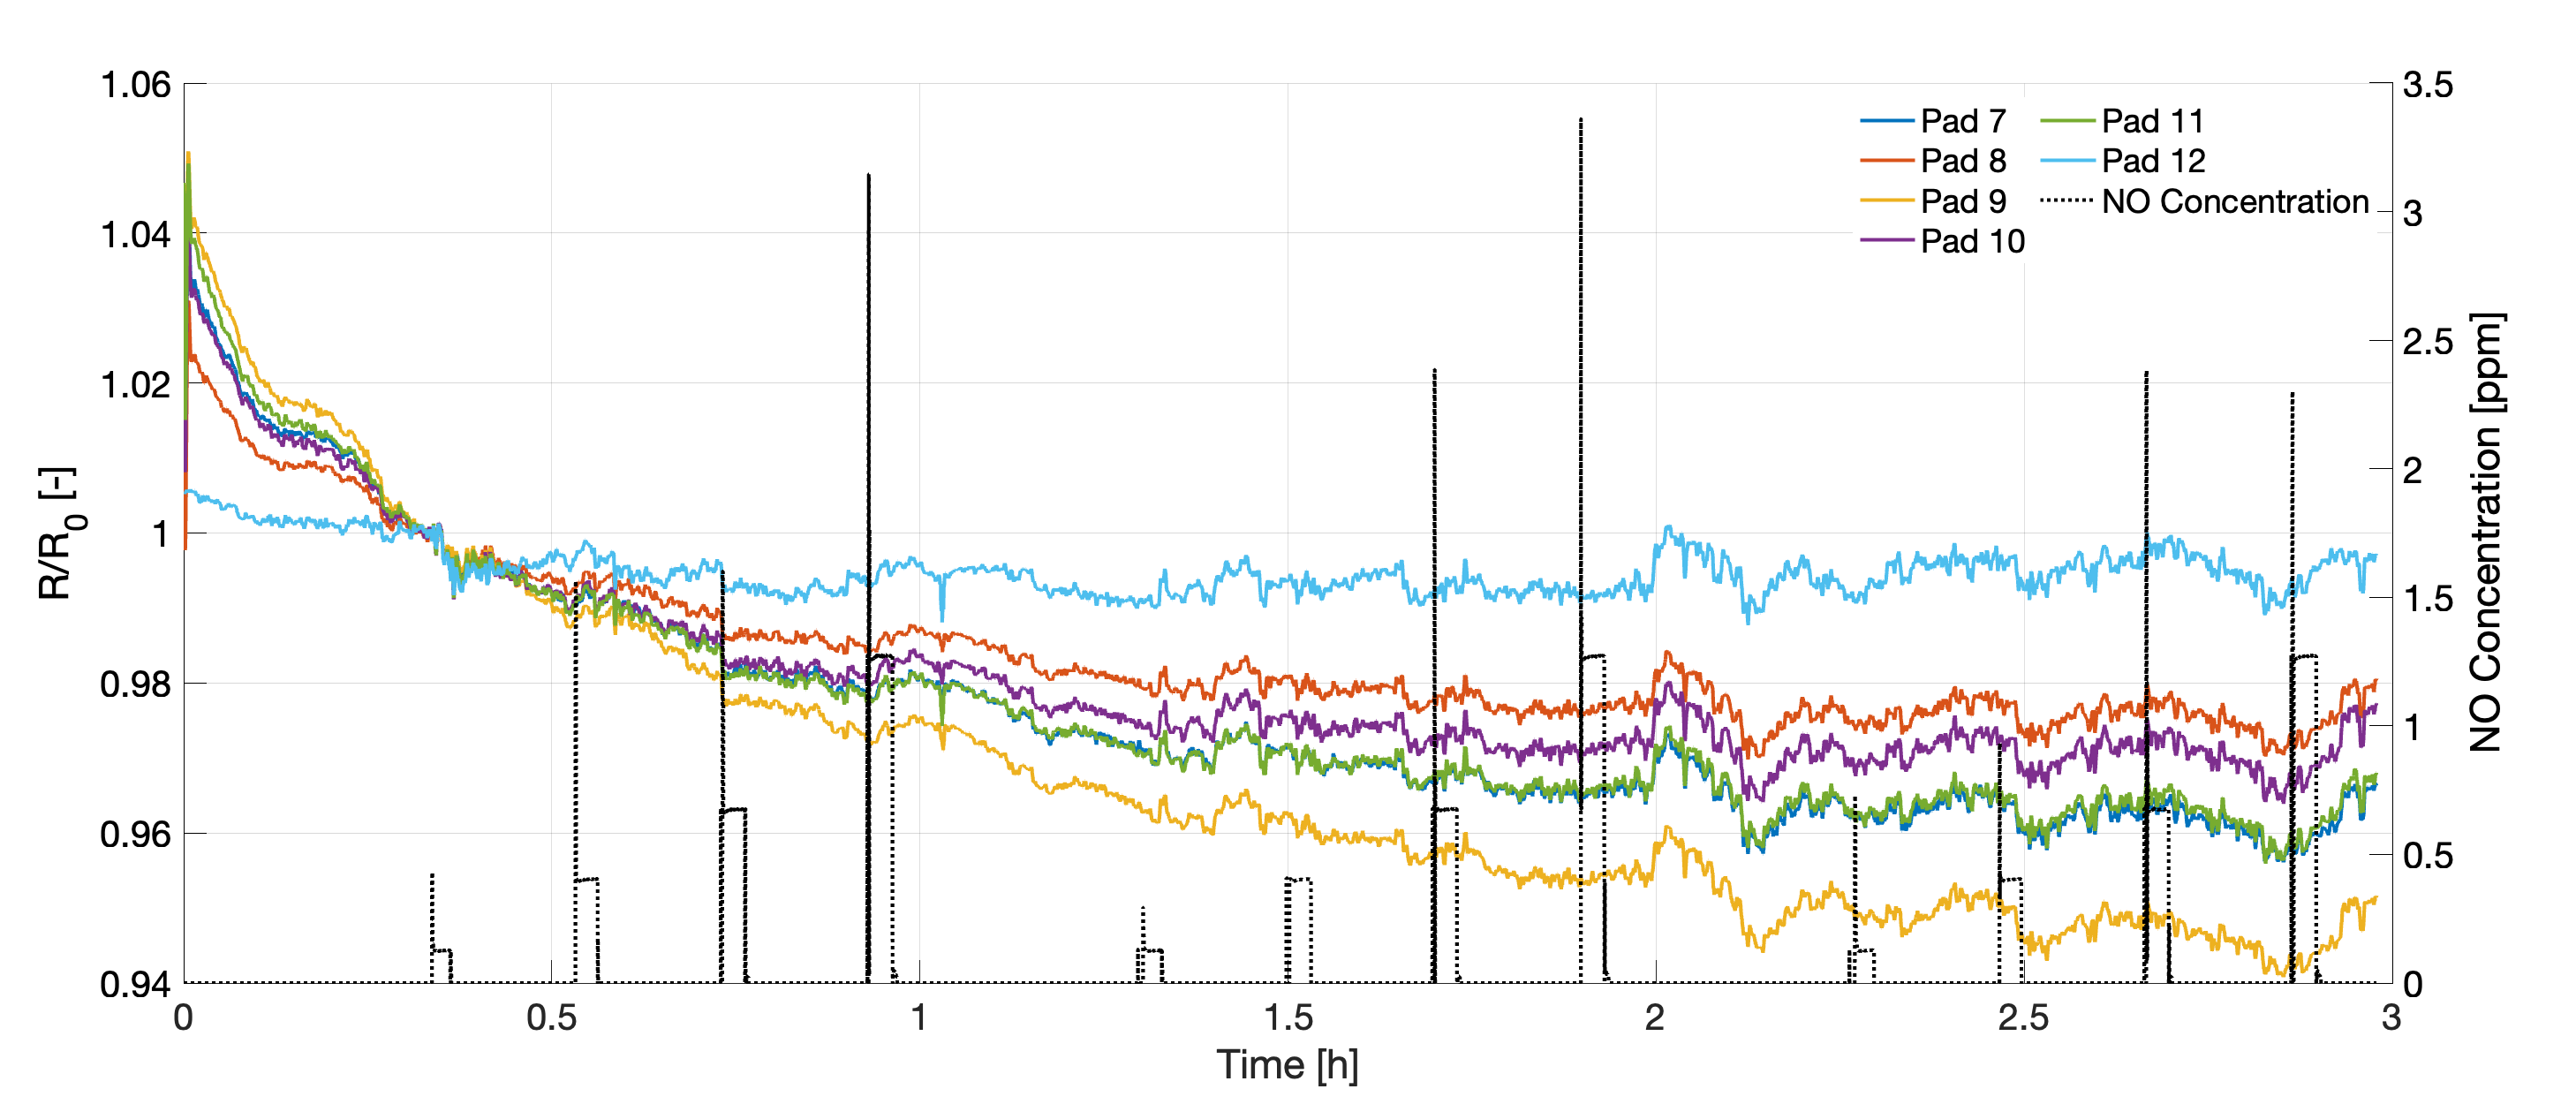 1.06
1.04
1.02
1
0.98
0.96
0.94
R/R0 [-]
0
0.5
1
1.5
2
2.5
3
Time [h]
3.5
3
2.5
2
1.5
1
0.5
0
NO Concentration [ppm]
Pad 7
Pad 8
Pad 9
Pad 10
Pad 11
Pad 12
NO Concentration